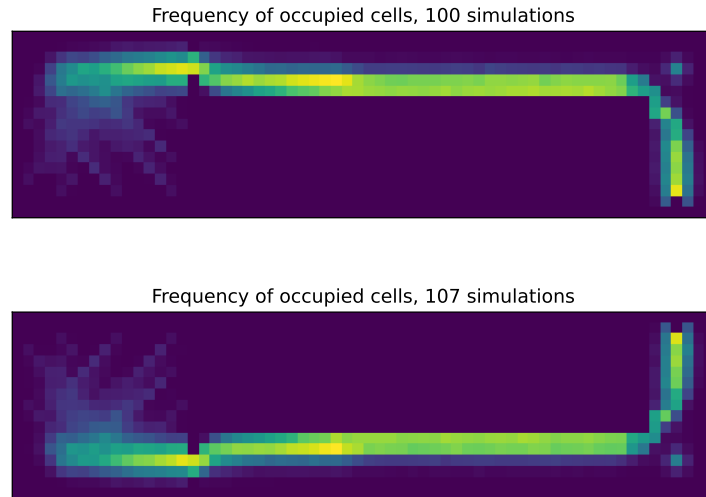 Frequency of occupied cells, 100 simulations
Frequency of occupied cells, 107 simulations